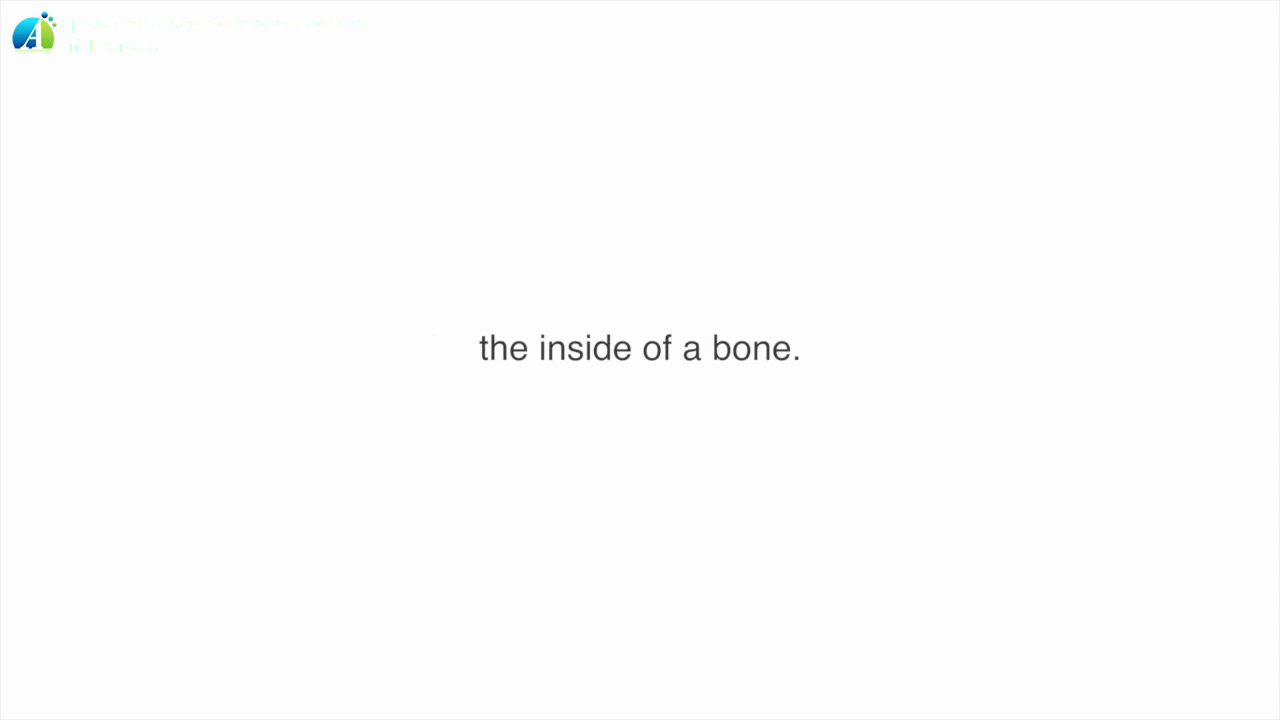 the inside of a bone.